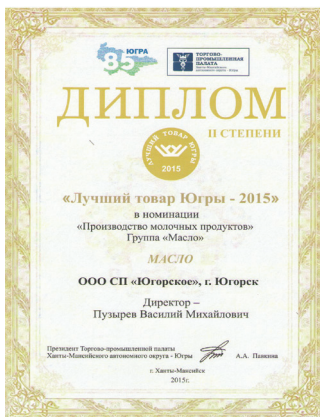 85 ЮГРА
ТОРГОВО-
ПРОМЫШЛЕННАЯ
ПАЛАТА
ДИПЛОМ
II СТЕПЕНИ
ЛУЧШИЙ ТОВАР ЮГРЫ
2015
«Лучший товар Югры - 2015»
в номинации
«Производство молочных продуктов»
Группа «Масло»
МАСЛО
ООО СП «Югорское», г. Югорск
Директор –
Пузырев Василий Михайлович
Президент Торгово-промышленной палаты
Ханты-Мансийского автономного округа - Югры
г. Ханты-Мансийск
2015г.